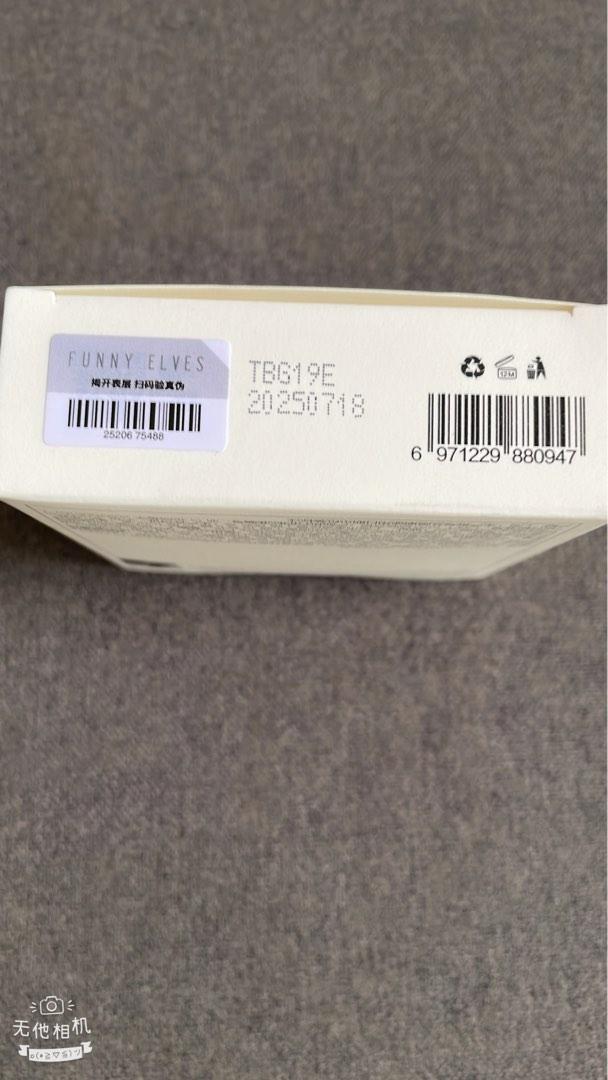 FUNNY ELVES
揭开表层 扫码验真伪
25206 75488
TBG19E
20250718
12M
6 971229 880947
无他相机